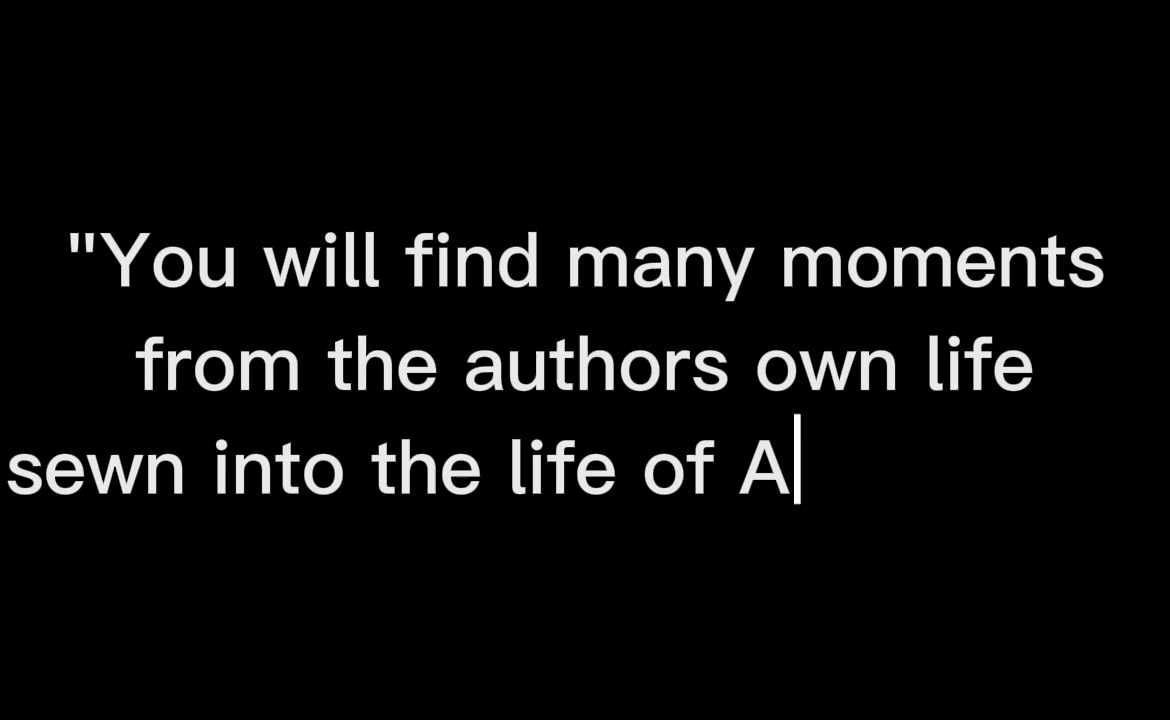 "You will find many moments
from the authors own life
sewn into the life of A